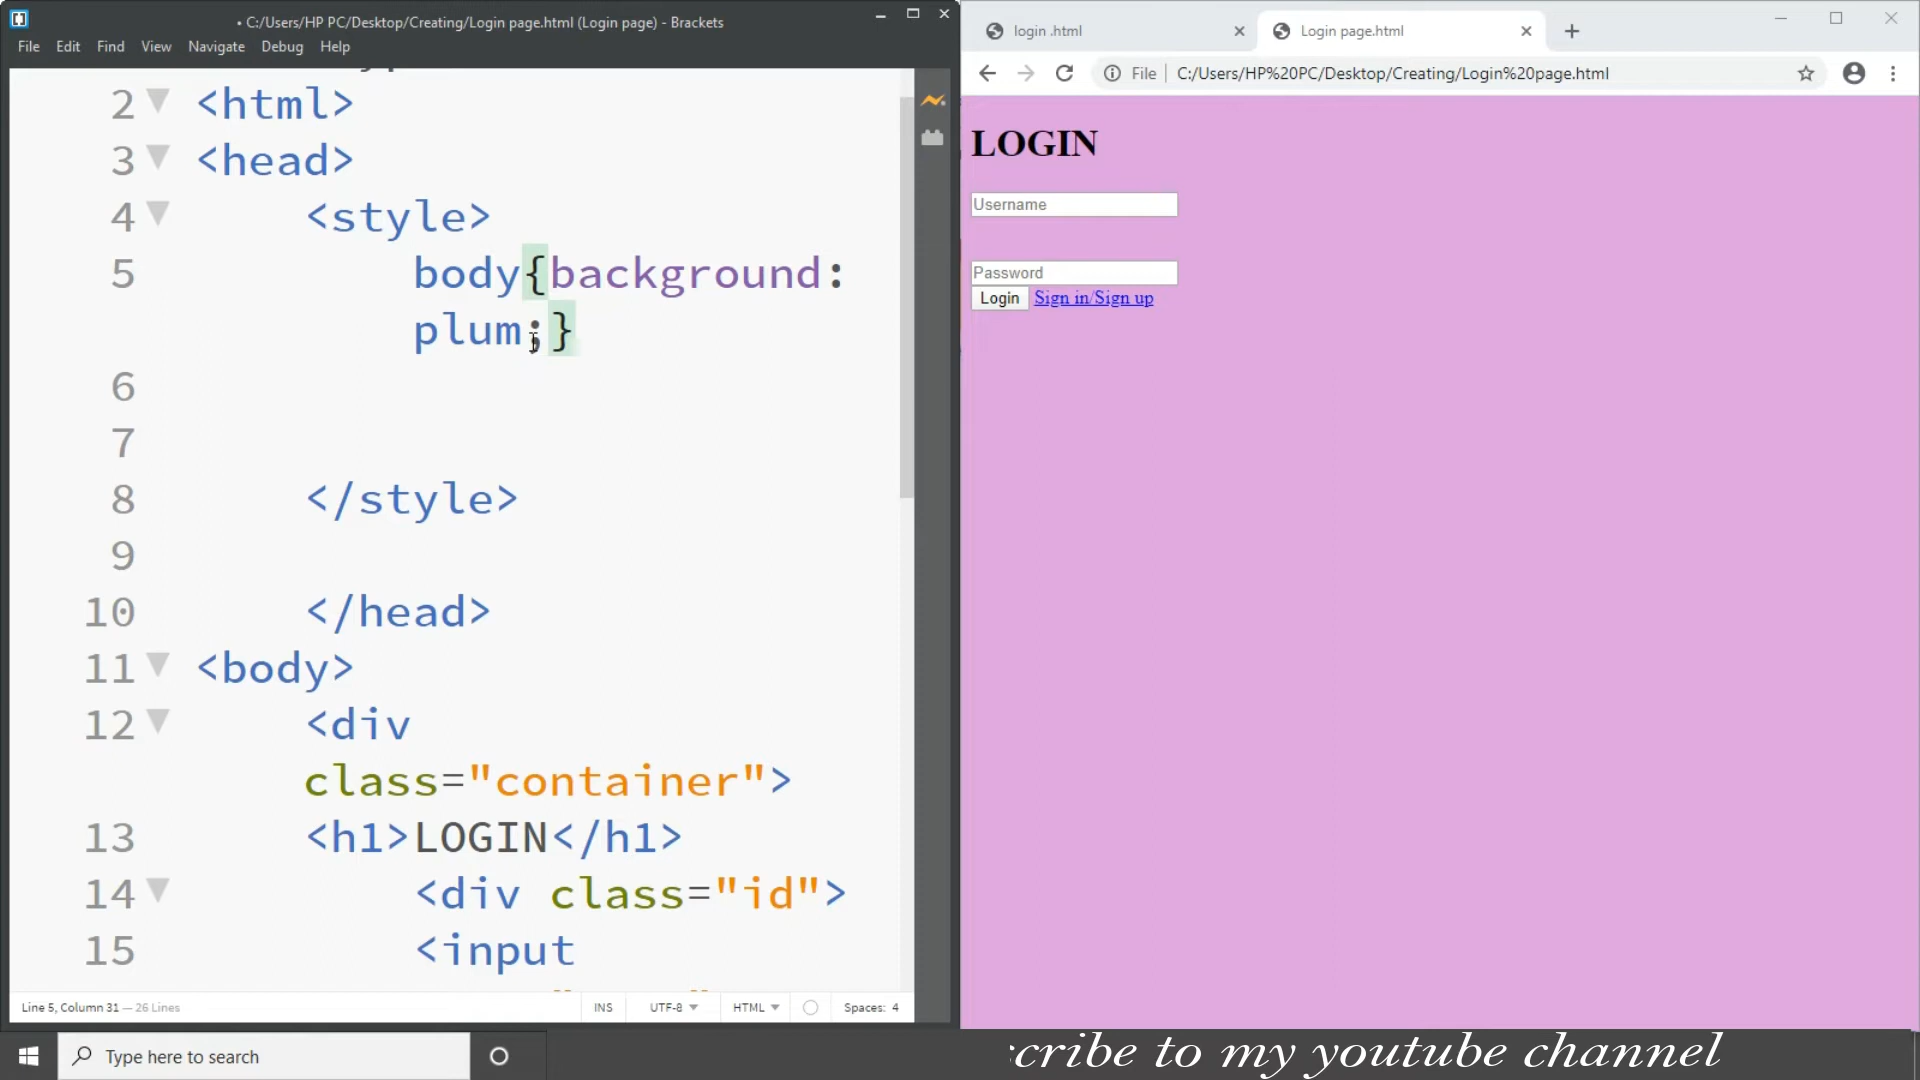 • C:/Users/HP PC/Desktop/Creating/Login page.html (Login page) - Brackets
File Edit Find View Navigate Debug Help
2 <html>
3 <head>
4 <style>
5 body{background:
plum;}
6
7
8 </style>
9
10 </head>
11 <body>
12 <div
class="container">
13 <h1>LOGIN</h1>
14 <div class="id">
15 <input
Line 5, Column 31 — 26 Lines
INS UTF-8 HTML Spaces: 4
Type here to search
login .html
Login page.html
File C:/Users/HP%20PC/Desktop/Creating/Login%20page.html
LOGIN
Username
Password
Login Sign in/Sign up
cribe to my youtube channel